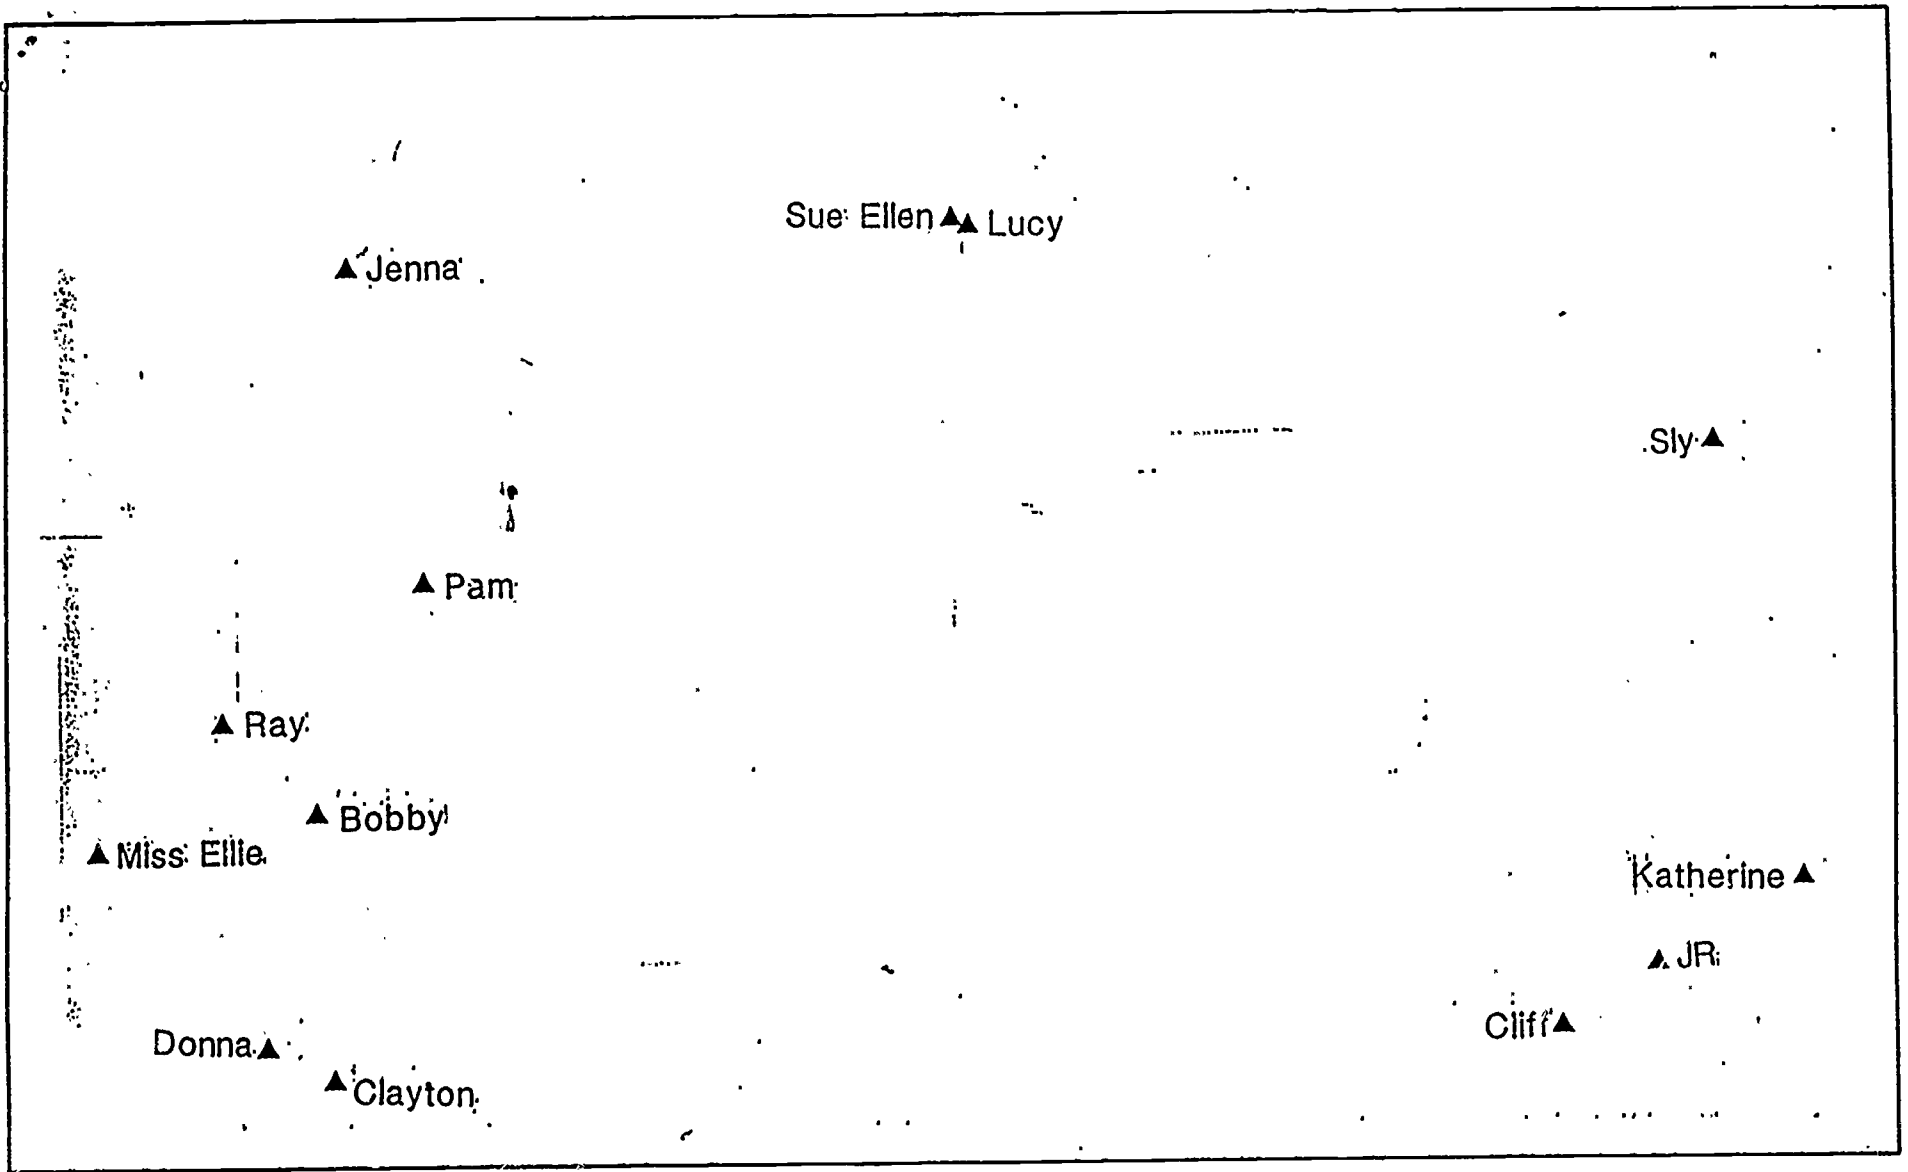 Sue Ellen
Lucy
Jenna
Sly
Pam
Ray
Bobby
Miss Ellie
Katherine
JR
Cliff
Donna
Clayton